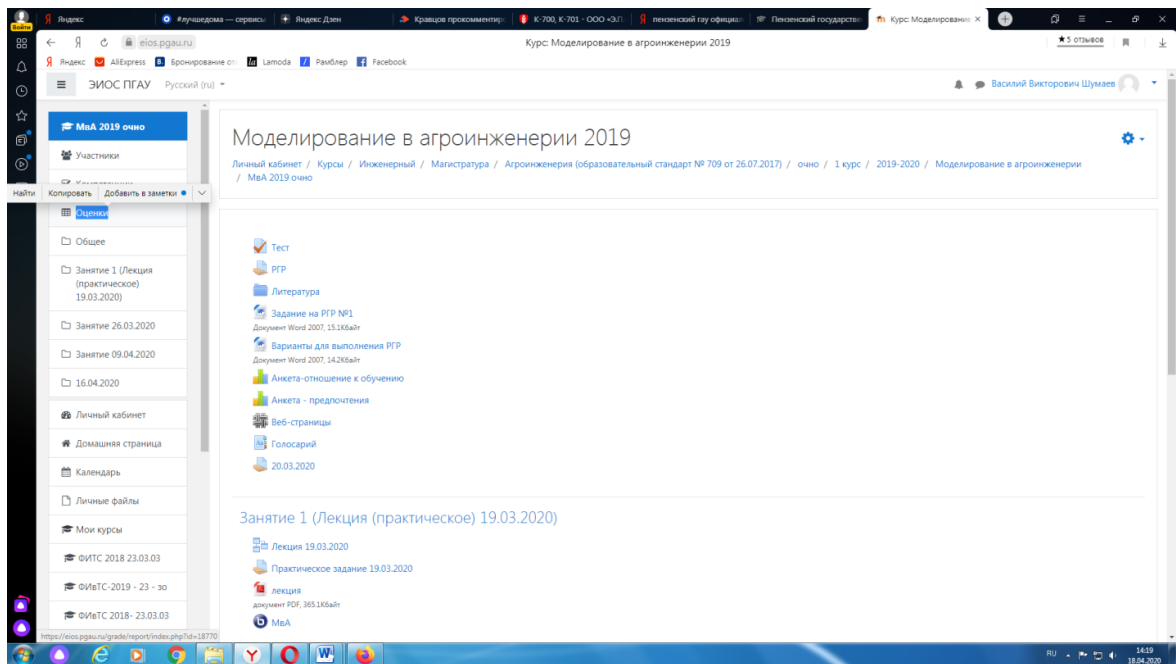 Войти
Яндекс
#лучшедома — сервисы
Яндекс Дзен
Кравцов прокомментиро
К-700, К-701 - ООО «Э.П.
пензенский гау официал
Пензенский государстве
Курс: Моделирование
eios.pgau.ru
Курс: Моделирование в агроинженерии 2019
★ 5 отзывов
Яндекс AliExpress Бронирование от Lamoda Рамблер Facebook
ЭИОС ПГАУ Русский (ru)
Василий Викторович Шумаев
МвА 2019 очно
Участники
Компетенции
Найти Копировать Добавить в заметки
Оценки
Общее
Занятие 1 (Лекция
(практическое)
19.03.2020)
Занятие 26.03.2020
Занятие 09.04.2020
16.04.2020
Личный кабинет
Домашняя страница
Календарь
Личные файлы
Мои курсы
ФИТС 2018 23.03.03
ФИвТС-2019 - 23 - зо
ФИвТС 2018- 23.03.03
https://eios.pgau.ru/grade/report/index.php?id=18770
Моделирование в агроинженерии 2019
Личный кабинет / Курсы / Инженерный / Магистратура / Агроинженерия (образовательный стандарт № 709 от 26.07.2017) / очно / 1 курс / 2019-2020 / Моделирование в агроинженерии
/ МвА 2019 очно
Тест
РГР
Литература
Задание на РГР №1
Документ Word 2007, 15.1Кбайт
Варианты для выполнения РГР
Документ Word 2007, 14.2Кбайт
Анкета-отношение к обучению
Анкета - предпочтения
Веб-страницы
Голосарий
20.03.2020
Занятие 1 (Лекция (практическое) 19.03.2020)
Лекция 19.03.2020
Практическое задание 19.03.2020
лекция
документ PDF, 365.1Кбайт
МвА
RU
14:19
18.04.2020